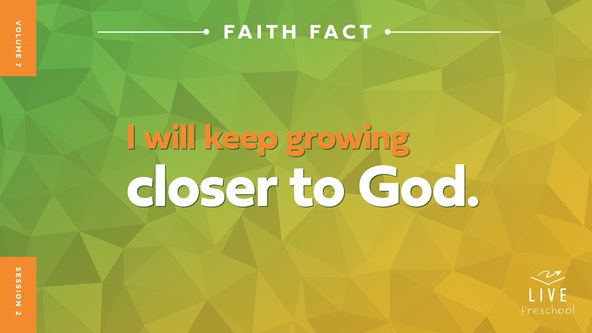 FAITH FACT
VOLUME 7
I will keep growing
closer to God.
SESSION 2
LIVE
Preschool